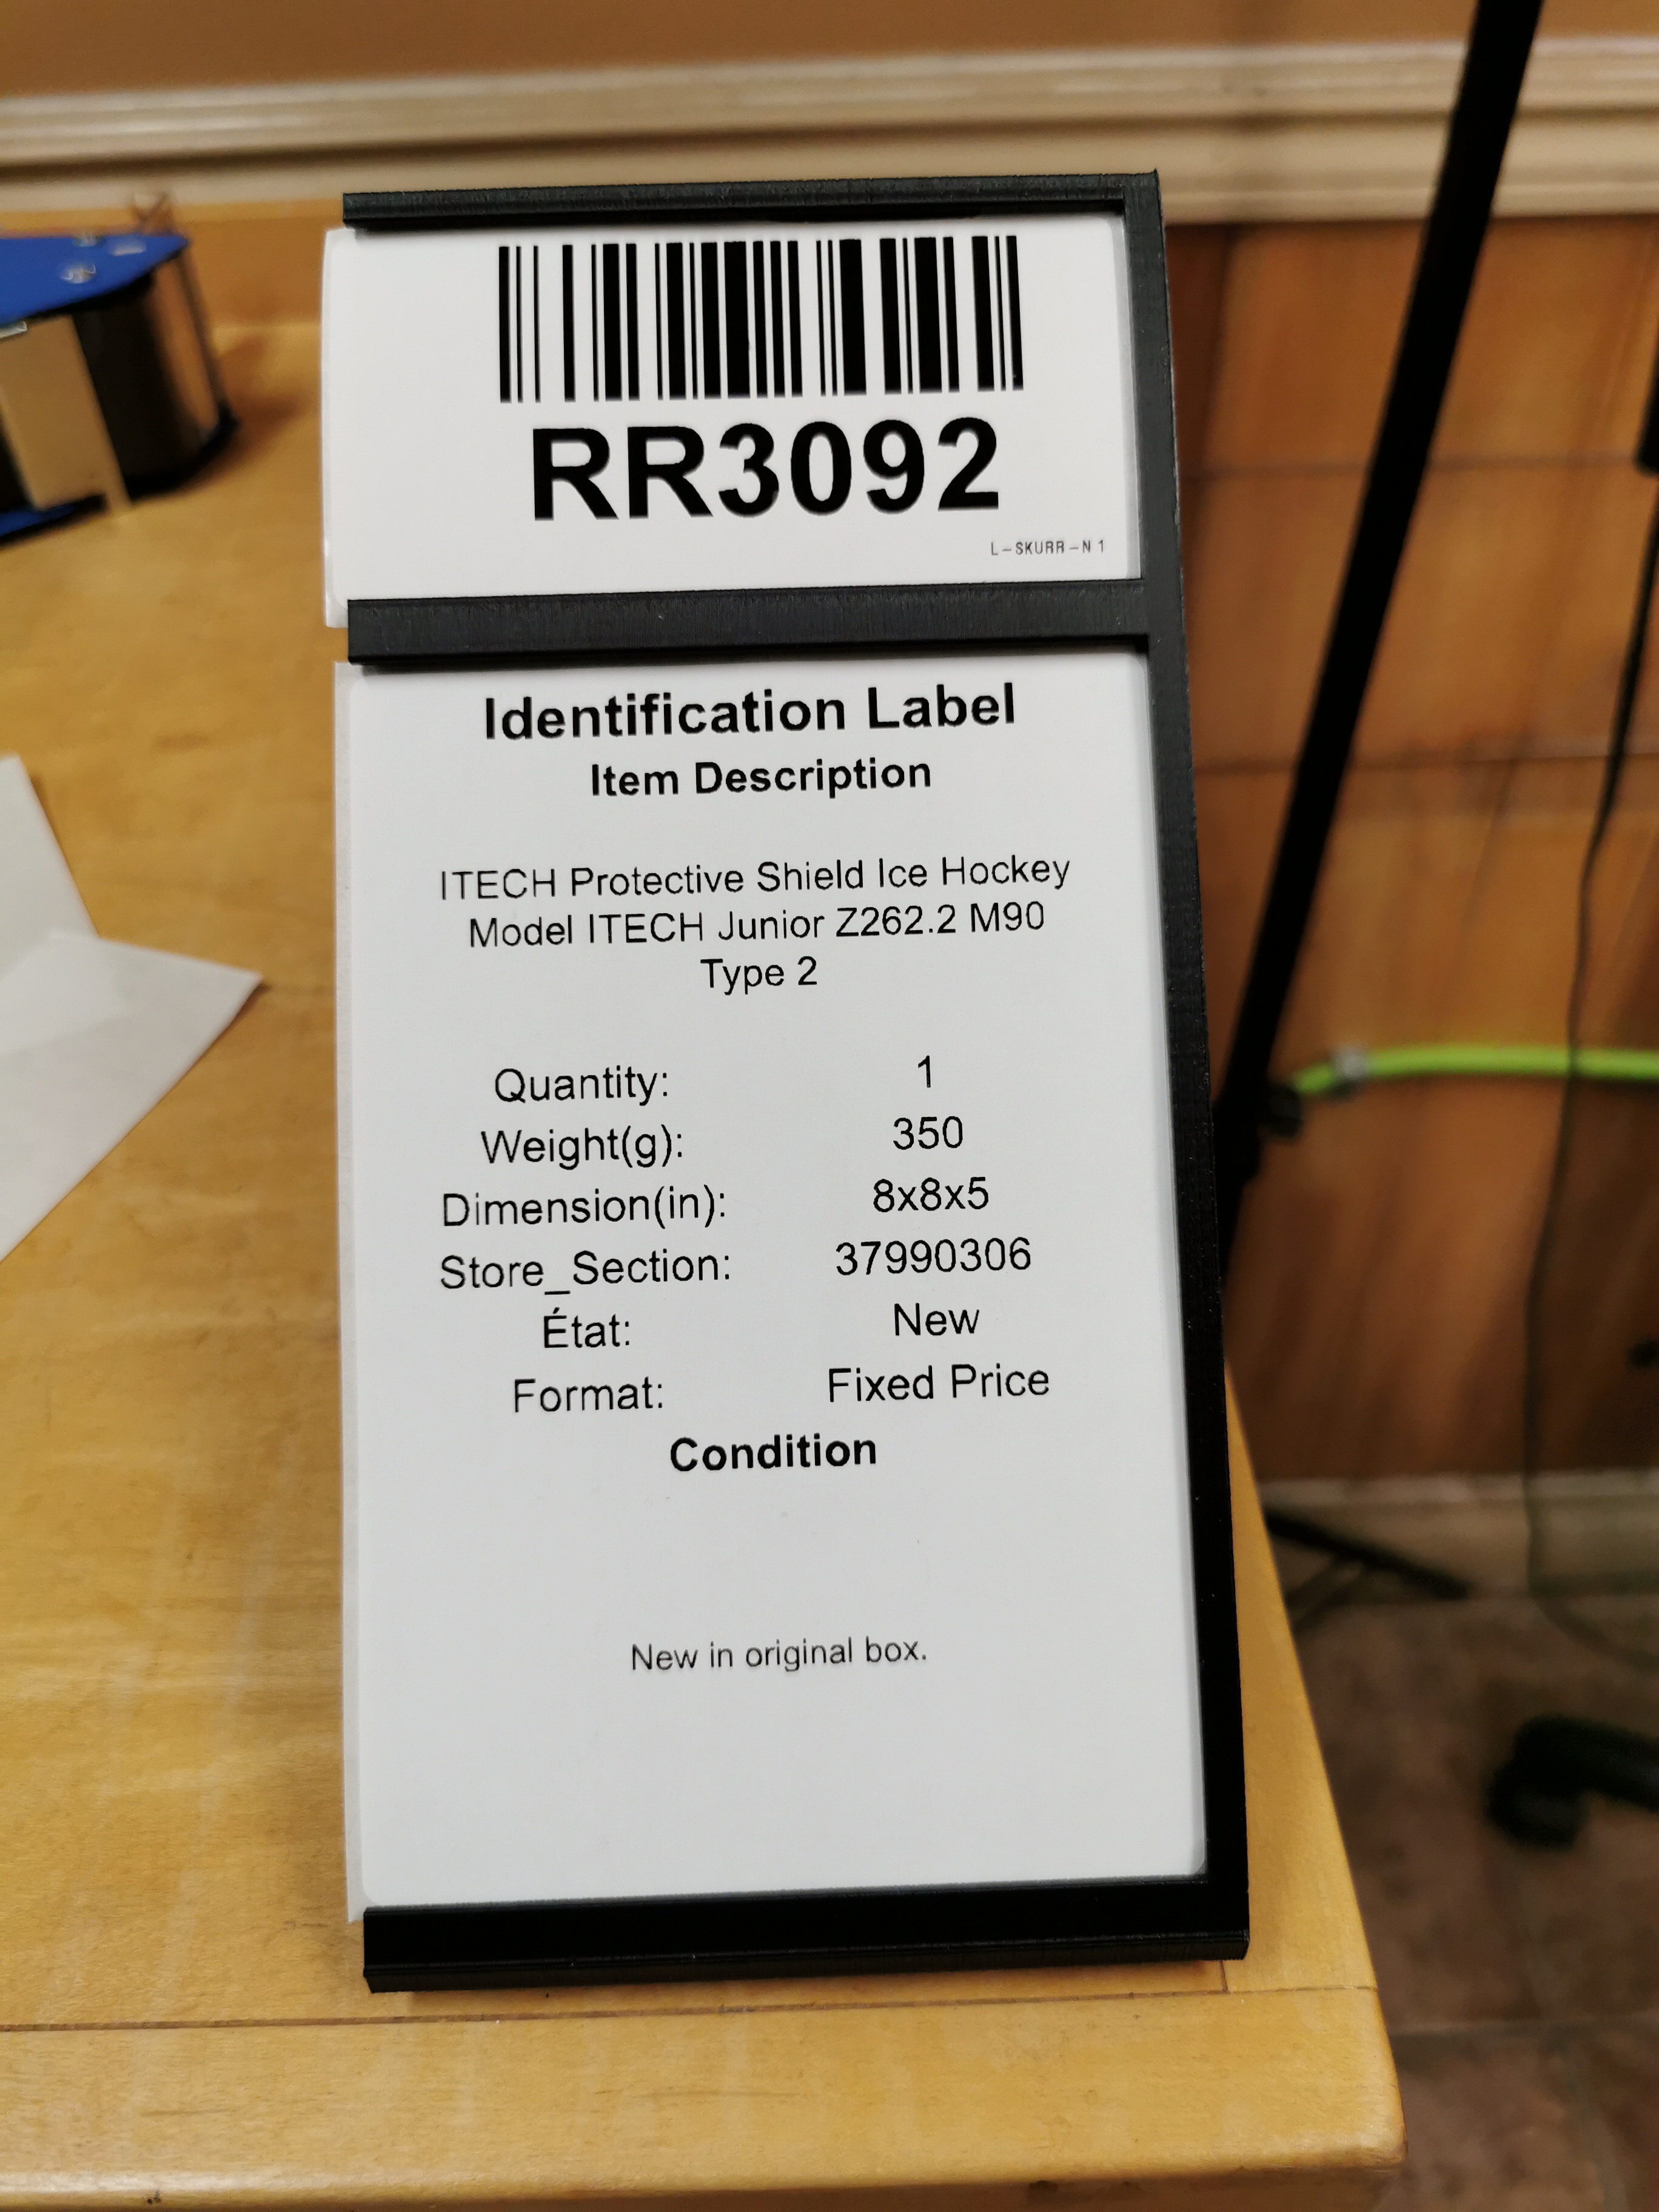 RR3092
L-SKURR-N 1
Identification Label
Item Description
ITECH Protective Shield Ice Hockey
Model ITECH Junior Z262.2 M90
Type 2
Quantity: 1
Weight(g): 350
Dimension(in): 8x8x5
Store_Section: 37990306
État: New
Format: Fixed Price
Condition
New in original box.